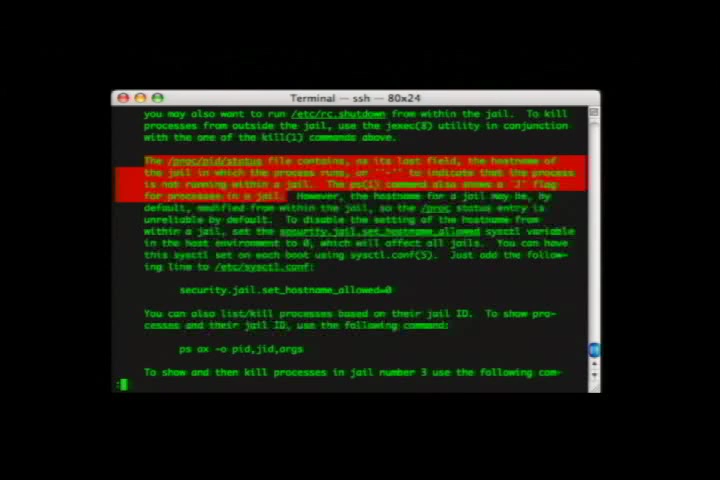 Terminal — ssh — 80x24
you may also want to run /etc/rc.shutdown from within the jail.  To kill
processes from outside the jail, use the jexec(8) utility in conjunction
with the one of the kill(1) commands above.
The /proc/pid/status file contains, as its last field, the hostname of
the jail in which the process runs, or ``-'' to indicate that the process
is not running within a jail.  The ps(1) command also shows a `J' flag
for processes in a jail.  However, the hostname for a jail may be, by
default, modified from within the jail, so the /proc status entry is
unreliable by default.  To disable the setting of the hostname from
within a jail, set the security.jail.set_hostname_allowed sysctl variable
in the host environment to 0, which will affect all jails.  You can have
this sysctl set on each boot using sysctl.conf(5).  Just add the follow-
ing line to /etc/sysctl.conf:
security.jail.set_hostname_allowed=0
You can also list/kill processes based on their jail ID.  To show pro-
cesses and their jail ID, use the following command:
ps ax -o pid,jid,args
To show and then kill processes in jail number 3 use the following com-
: